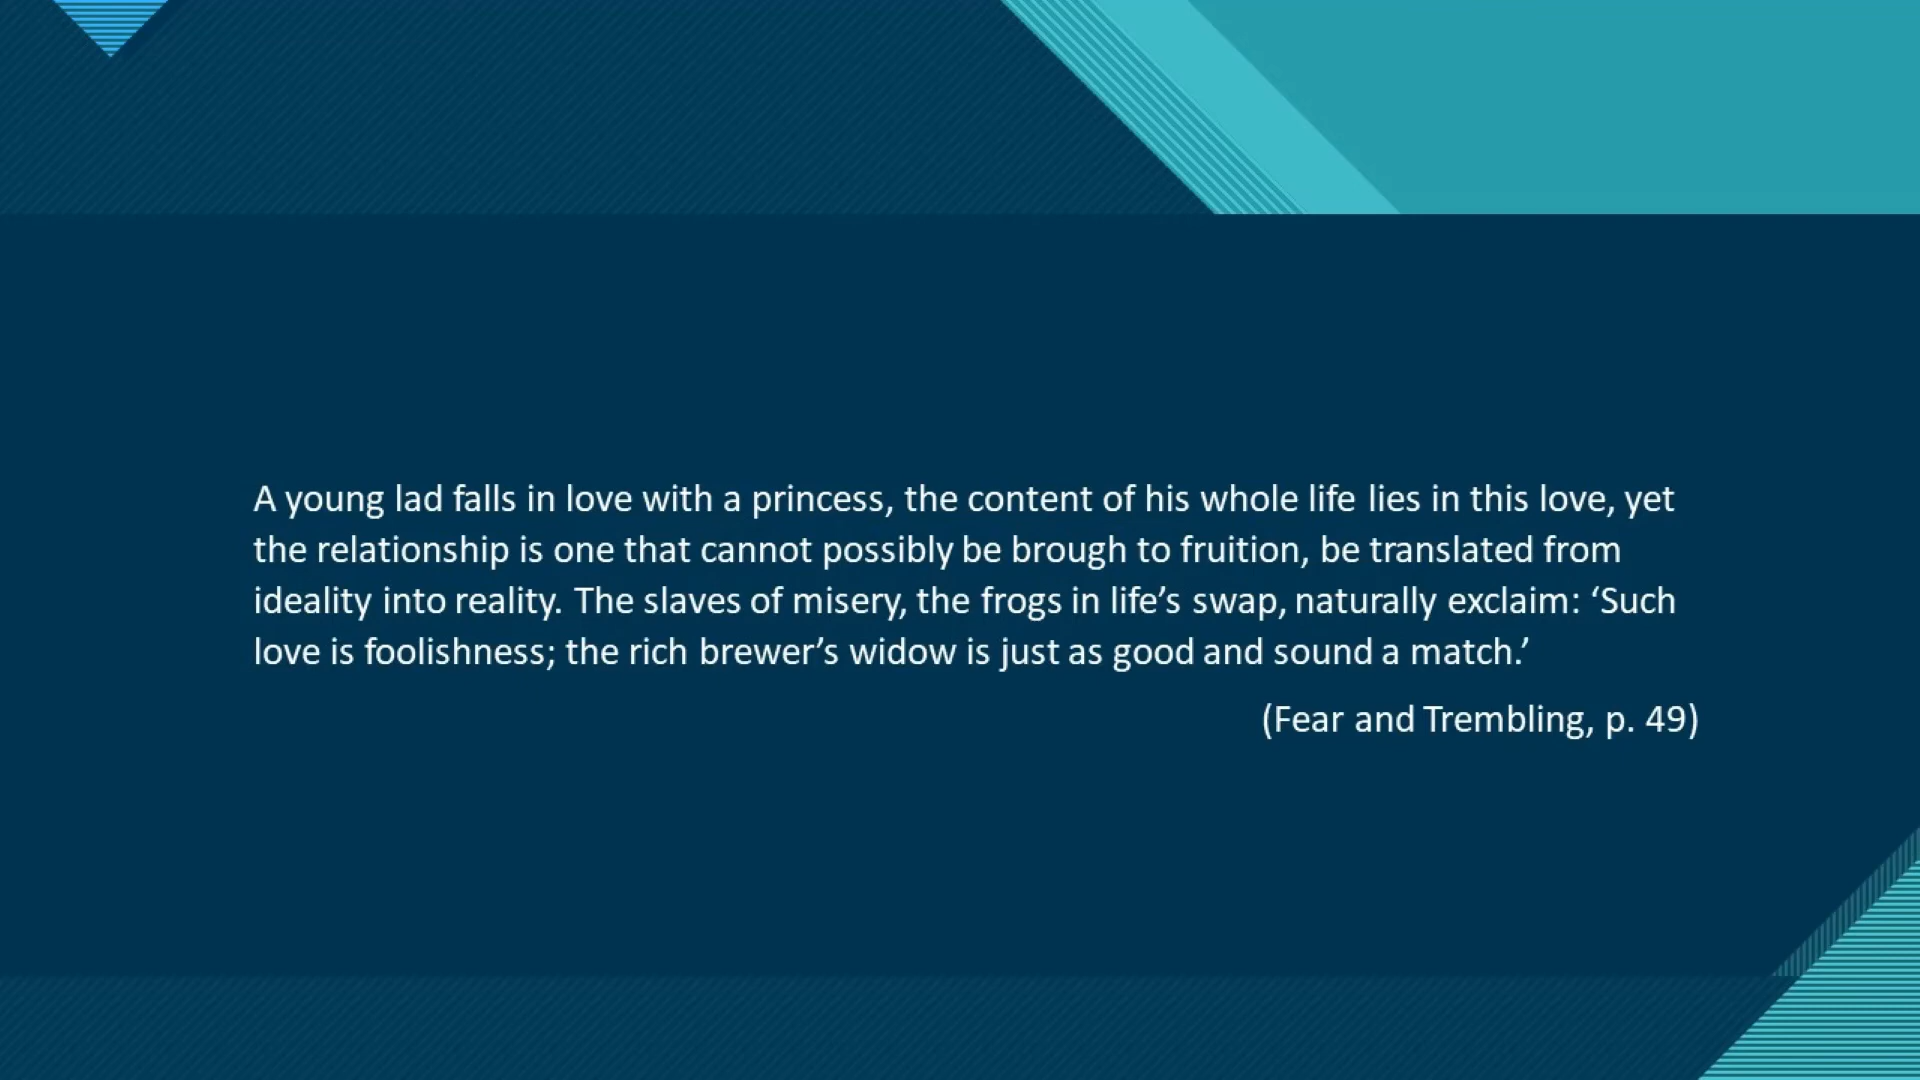 A young lad falls in love with a princess, the content of his whole life lies in this love, yet
the relationship is one that cannot possibly be brough to fruition, be translated from
ideality into reality. The slaves of misery, the frogs in life’s swap, naturally exclaim: ‘Such
love is foolishness; the rich brewer’s widow is just as good and sound a match.’
(Fear and Trembling, p. 49)